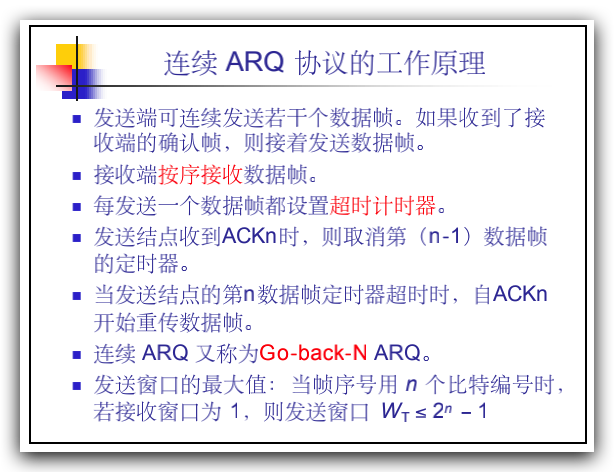 连续 ARQ 协议的工作原理
发送端可连续发送若干个数据帧。如果收到了接
收端的确认帧，则接着发送数据帧。
接收端按序接收数据帧。
每发送一个数据帧都设置超时计时器。
发送结点收到ACKn时，则取消第（n-1）数据帧
的定时器。
当发送结点的第n数据帧定时器超时时，自ACKn
开始重传数据帧。
连续 ARQ 又称为Go-back-N ARQ。
发送窗口的最大值：当帧序号用 n 个比特编号时，
若接收窗口为 1，则发送窗口 W_T ≤ 2ⁿ − 1